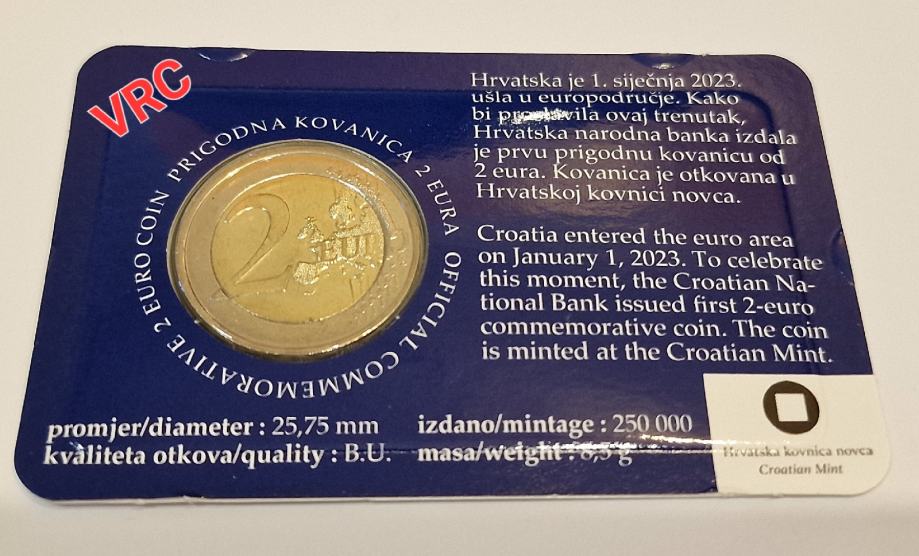 VRC
PRIGODNA KOVANICA 2 EURA OFFICIAL COMMEMORATIVE 2 EURO COIN
2 EURO
Hrvatska je 1. siječnja 2023.
ušla u europodručje. Kako
bi proslavila ovaj trenutak,
Hrvatska narodna banka izdala
je prvu prigodnu kovanicu od
2 eura. Kovanica je otkovana u
Hrvatskoj kovnici novca.
Croatia entered the euro area
on January 1, 2023. To celebrate
this moment, the Croatian Na-
tional Bank issued first 2-euro
commemorative coin. The coin
is minted at the Croatian Mint.
promjer/diameter : 25,75 mm
izdano/mintage : 250 000
kvaliteta otkova/quality : B.U.
masa/weight : 8,5 g
Hrvatska kovnica novca
Croatian Mint